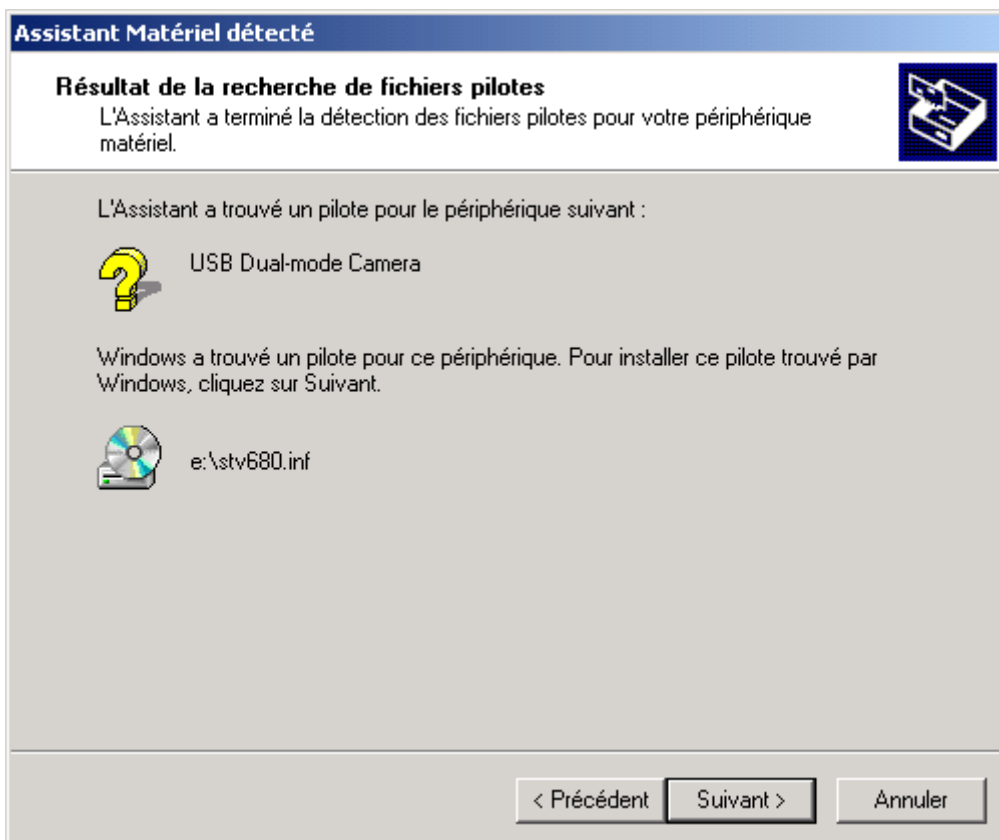 Assistant Matériel détecté
Résultat de la recherche de fichiers pilotes
L'Assistant a terminé la détection des fichiers pilotes pour votre périphérique
matériel.
L'Assistant a trouvé un pilote pour le périphérique suivant :
USB Dual-mode Camera
Windows a trouvé un pilote pour ce périphérique. Pour installer ce pilote trouvé par
Windows, cliquez sur Suivant.
e:\stv680.inf
< Précédent Suivant > Annuler